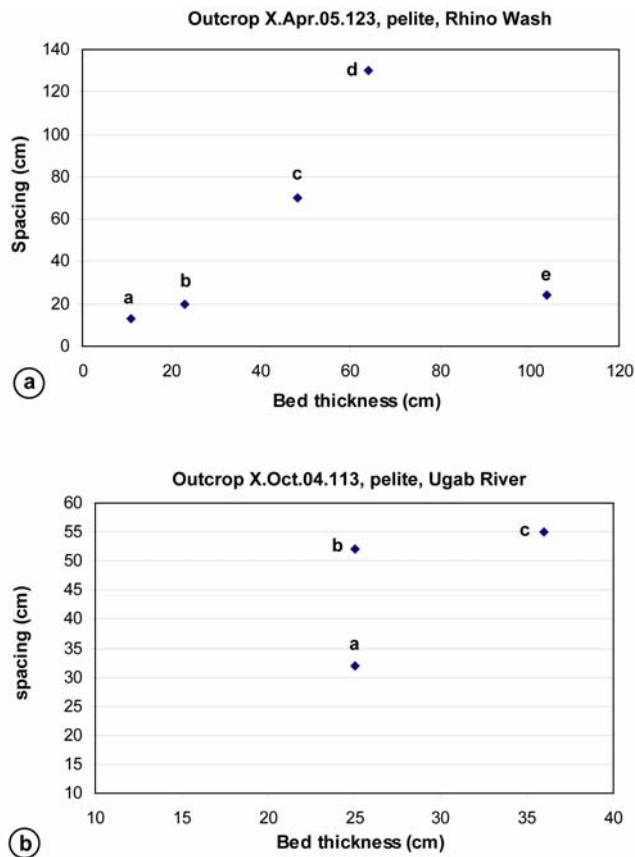 Outcrop X.Apr.05.123, pelite, Rhino Wash
140
120
100
80
60
40
20
0
Spacing (cm)
a
b
c
d
e
0 20 40 60 80 100 120
Bed thickness (cm)
a
Outcrop X.Oct.04.113, pelite, Ugab River
60
55
50
45
40
35
30
25
20
15
10
spacing (cm)
b
c
a
10 15 20 25 30 35 40
Bed thickness (cm)
b